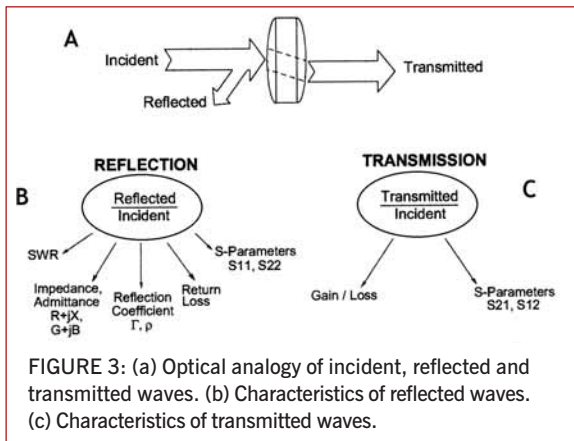 A
Incident
Transmitted
Reflected
REFLECTION
TRANSMISSION
B
Reflected
Incident
Transmitted
Incident
C
SWR
S-Parameters
S11, S22
Impedance,
Admittance
R+jX,
G+jB
Reflection
Coefficient
Γ, ρ
Return
Loss
Gain / Loss
S-Parameters
S21, S12
FIGURE 3: (a) Optical analogy of incident, reflected and
transmitted waves. (b) Characteristics of reflected waves.
(c) Characteristics of transmitted waves.